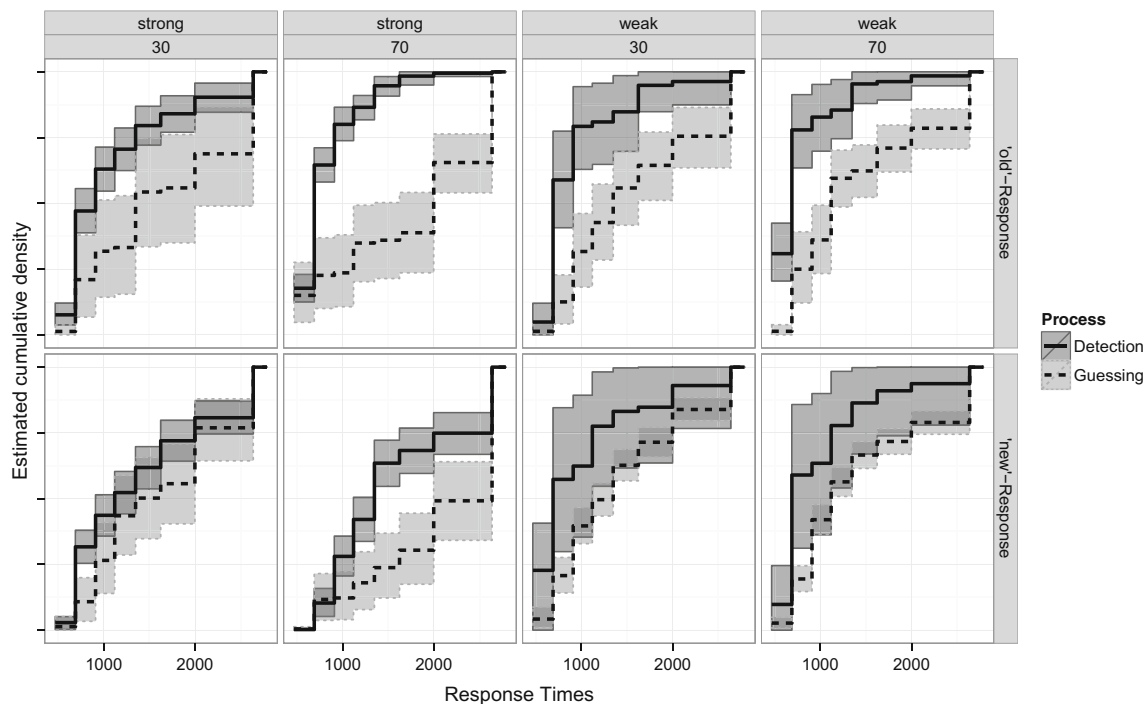 strong strong weak weak
30 70 30 70
'old'−Response
'new'−Response
Estimated cumulative density
Process
Detection
Guessing
1000 2000 1000 2000 1000 2000 1000 2000
Response Times